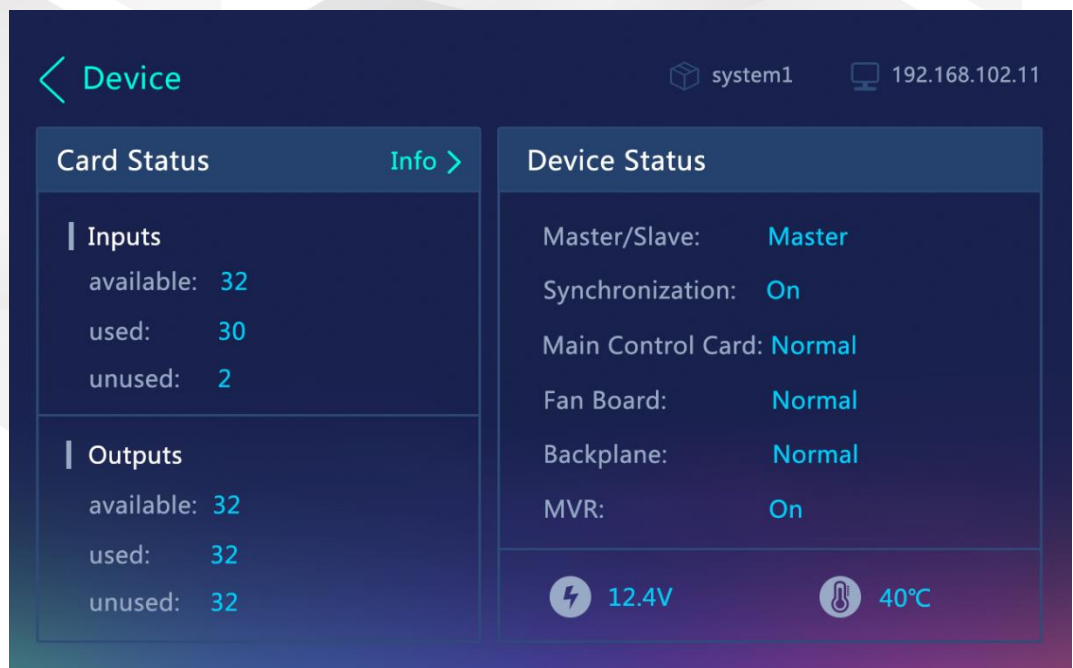 Device
system1 192.168.102.11
Card Status Info >
Inputs
available: 32
used: 30
unused: 2
Outputs
available: 32
used: 32
unused: 32
Device Status
Master/Slave: Master
Synchronization: On
Main Control Card: Normal
Fan Board: Normal
Backplane: Normal
MVR: On
12.4V 40℃